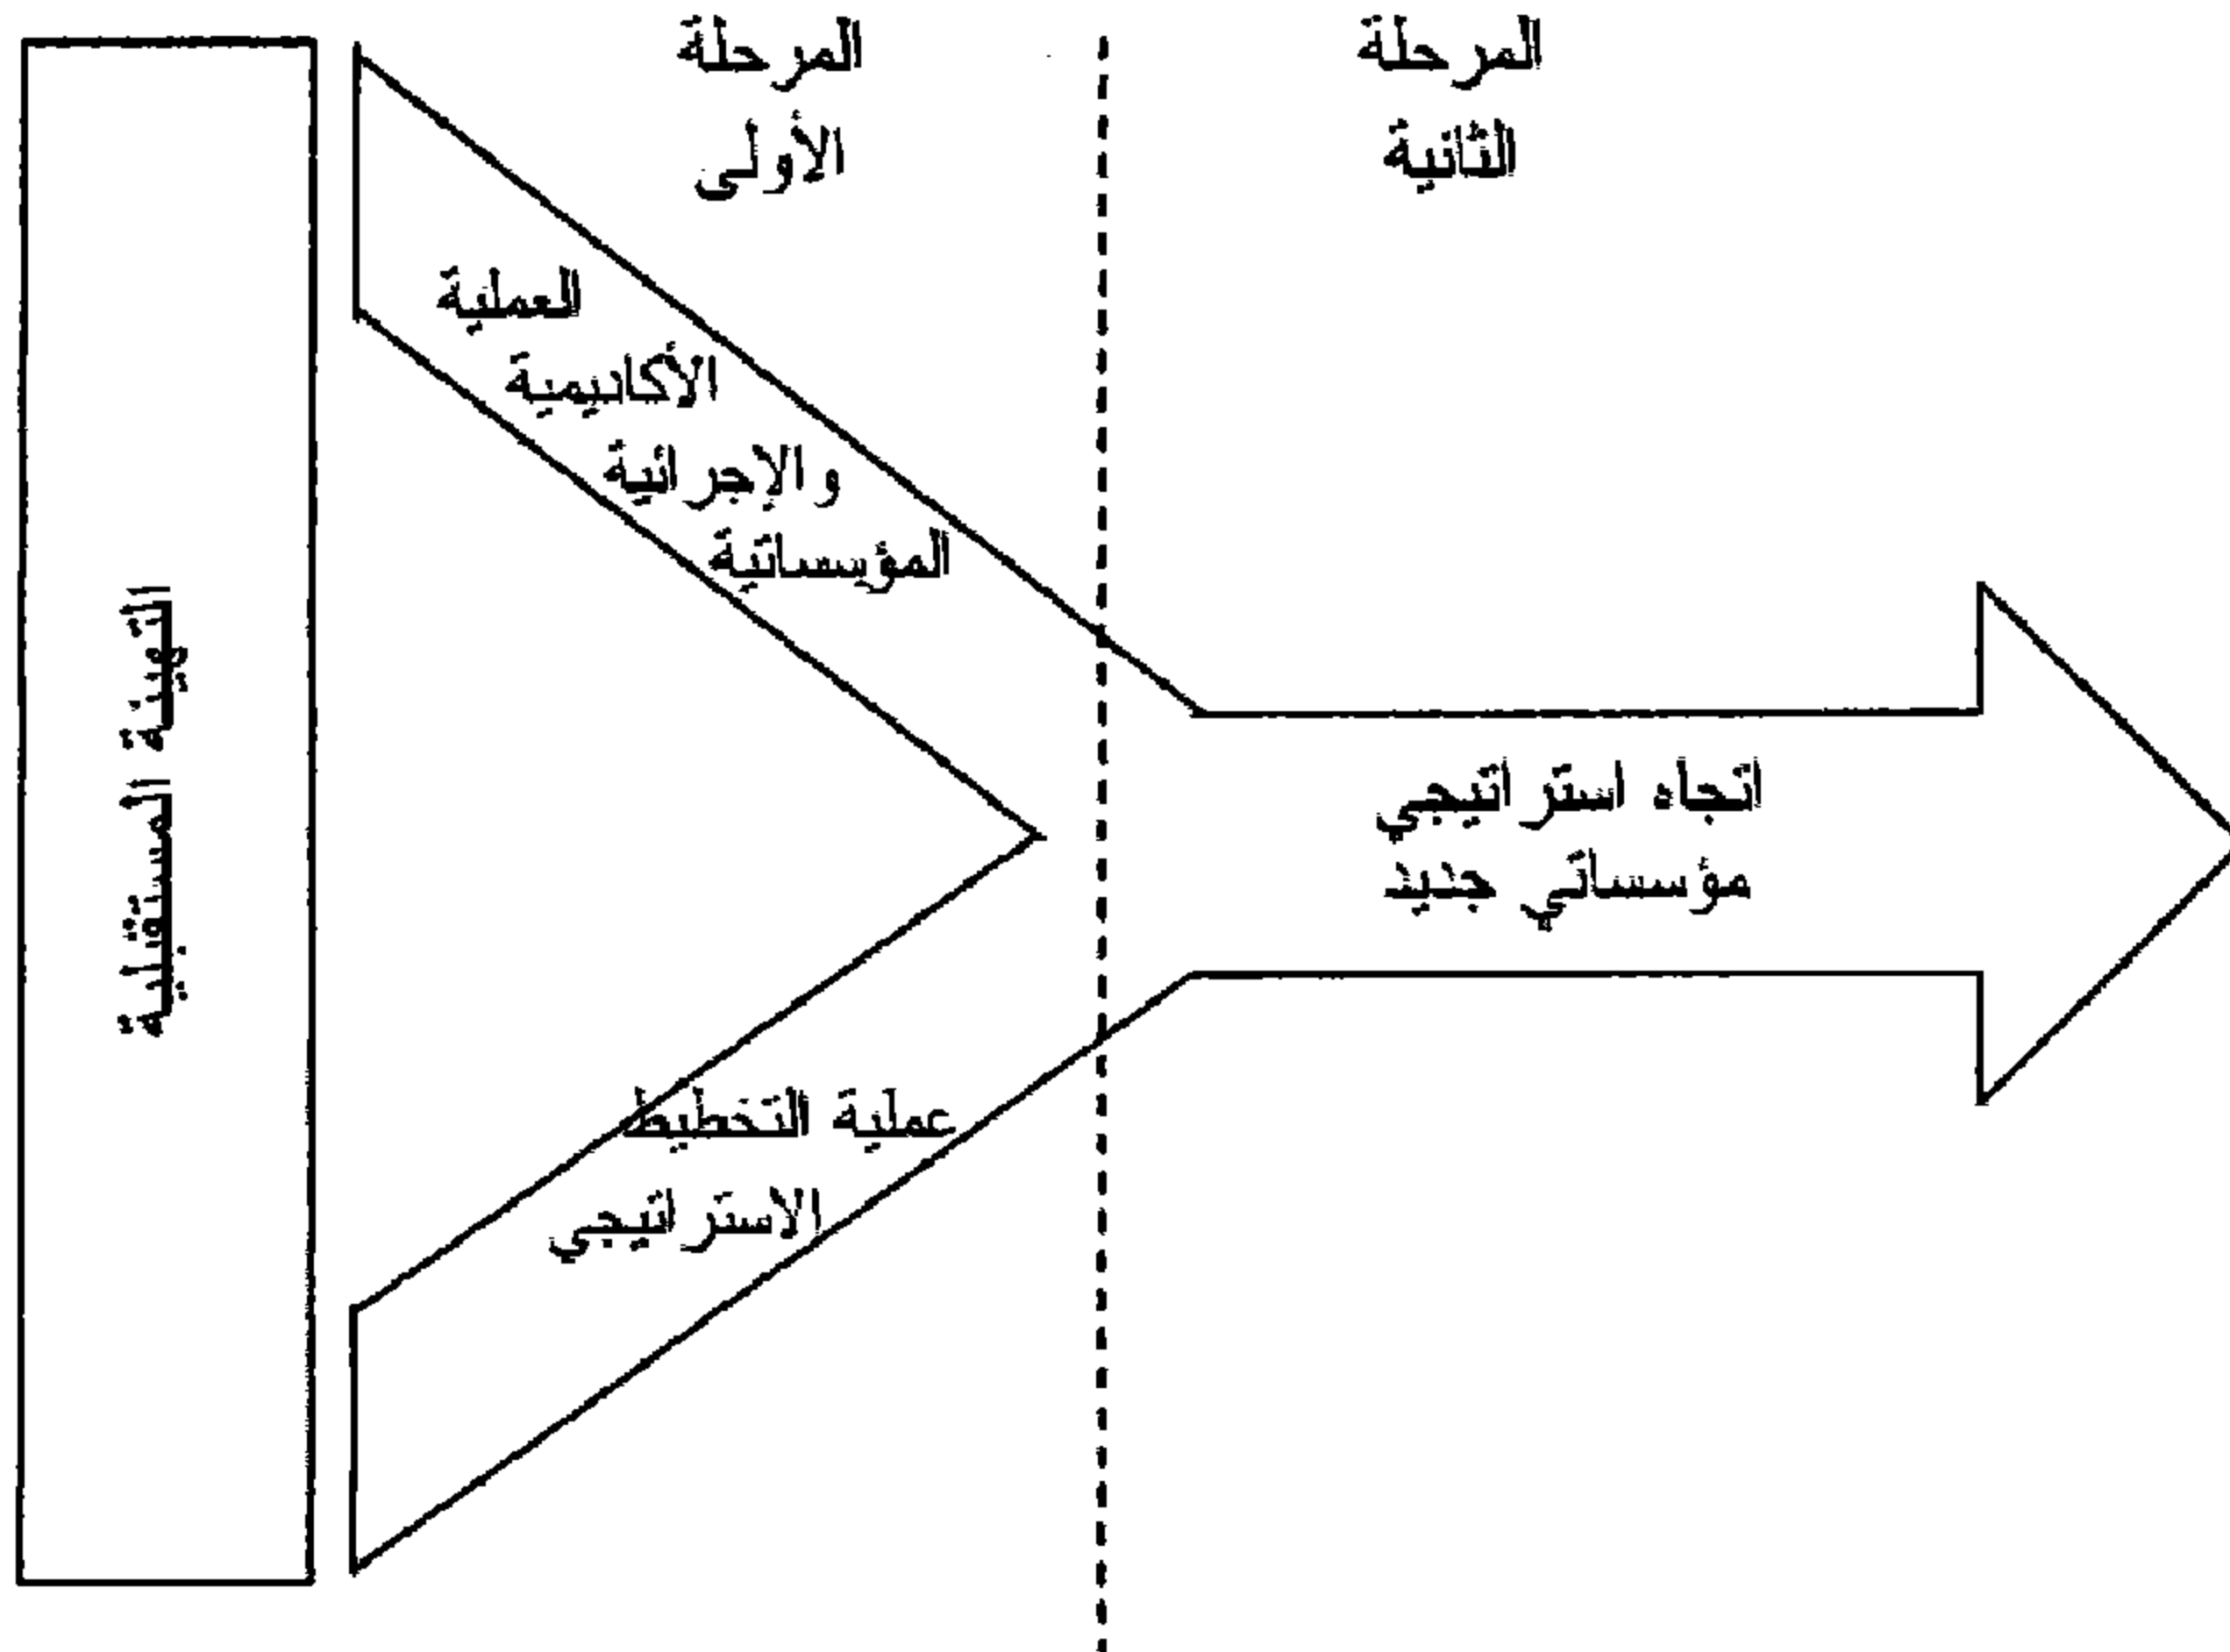 المرحلة
الأولى
المرحلة
الثانية
العملية
الأكاديمية
والإجرائية
المؤسساتية
اتجاه استراتيجي
مؤسساتي جديد
عملية التخطيط
الاستراتيجي
التهيئة المستقبلية